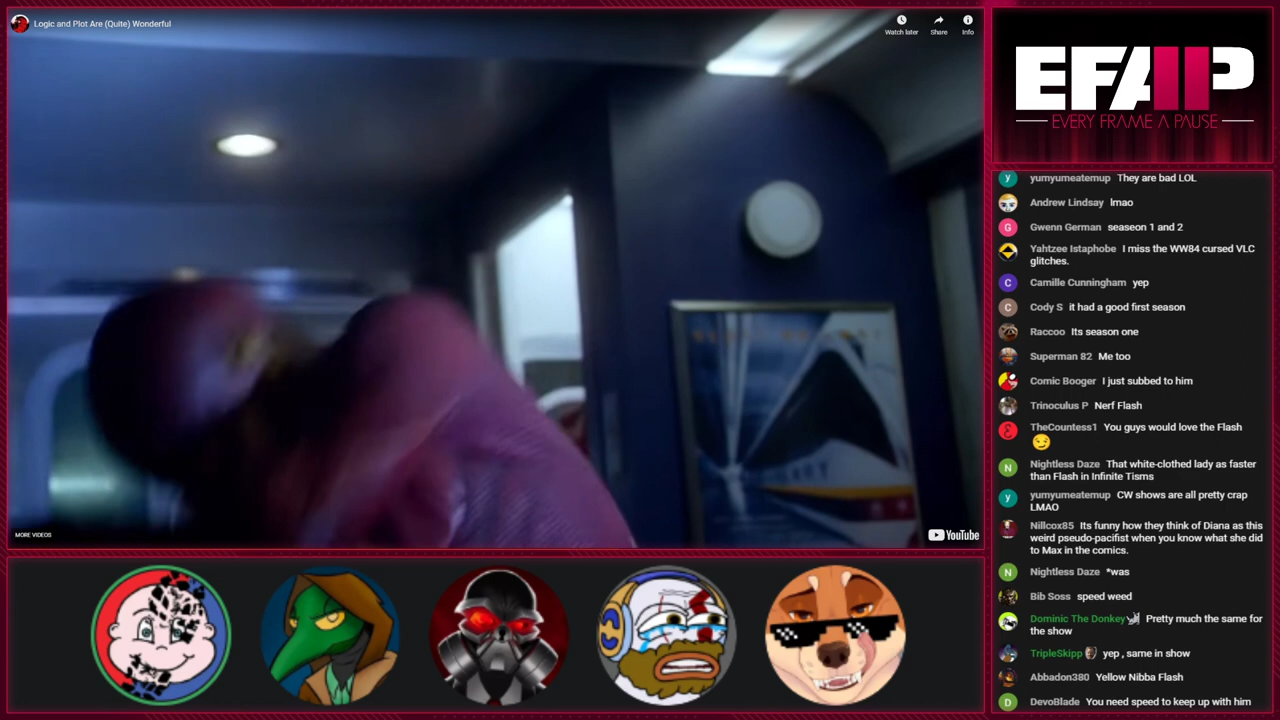 Logic and Plot Are (Quite) Wonderful
Watch later
Share
Info
MORE VIDEOS
YouTube
EFAP
EVERY FRAME A PAUSE
yumyumeatemup They are bad LOL
Andrew Lindsay lmao
Gwenn German seaseon 1 and 2
Yahtzee Istaphobe I miss the WW84 cursed VLC
glitches.
Camille Cunningham yep
Cody S it had a good first season
Raccoo Its season one
Superman 82 Me too
Comic Booger I just subbed to him
Trinoculus P Nerf Flash
TheCountess1 You guys would love the Flash
😏
Nightless Daze That white-clothed lady as faster
than Flash in Infinite Tisms
yumyumeatemup CW shows are all pretty crap
LMAO
Nillcox85 Its funny how they think of Diana as this
weird pseudo-pacifist when you know what she did
to Max in the comics.
Nightless Daze *was
Bib Soss speed weed
Dominic The Donkey Pretty much the same for
the show
TripleSkipp yep , same in show
Abbadon380 Yellow Nibba Flash
DevoBlade You need speed to keep up with him
y
G
C
C
N
y
N
D